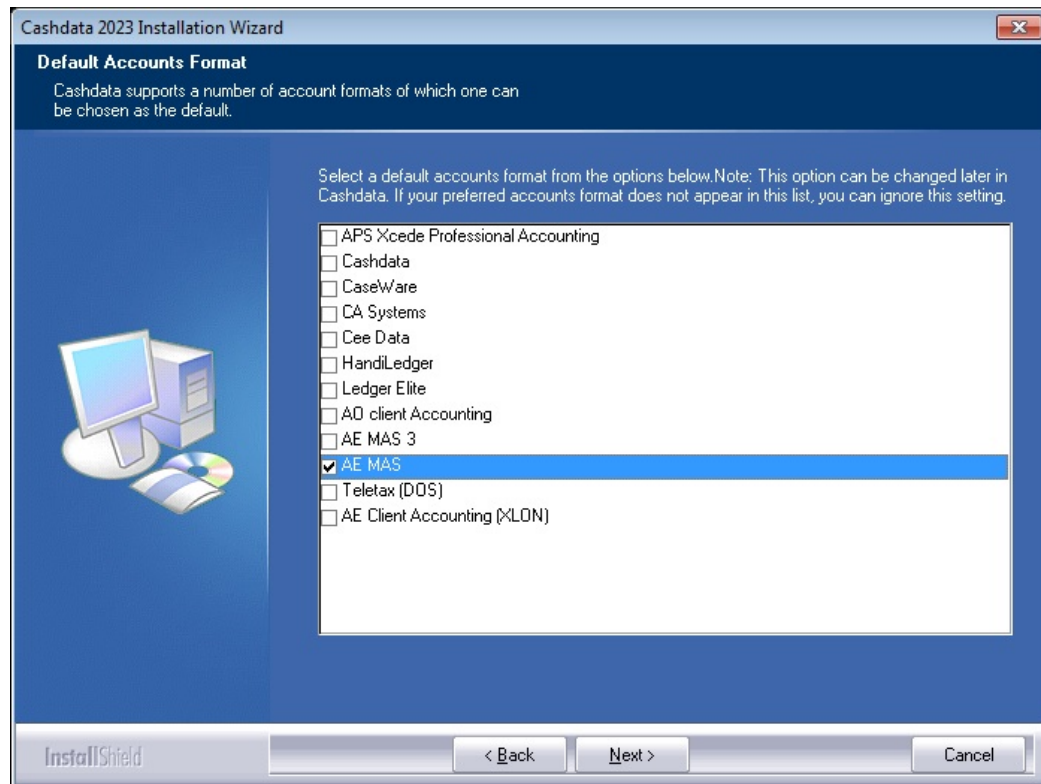 Cashdata 2023 Installation Wizard
Default Accounts Format
Cashdata supports a number of account formats of which one can
be chosen as the default.
Select a default accounts format from the options below.Note: This option can be changed later in
Cashdata. If your preferred accounts format does not appear in this list, you can ignore this setting.
APS Xcede Professional Accounting
Cashdata
CaseWare
CA Systems
Cee Data
HandiLedger
Ledger Elite
AO client Accounting
AE MAS 3
AE MAS
Teletax (DOS)
AE Client Accounting (XLON)
InstallShield
< Back
Next >
Cancel